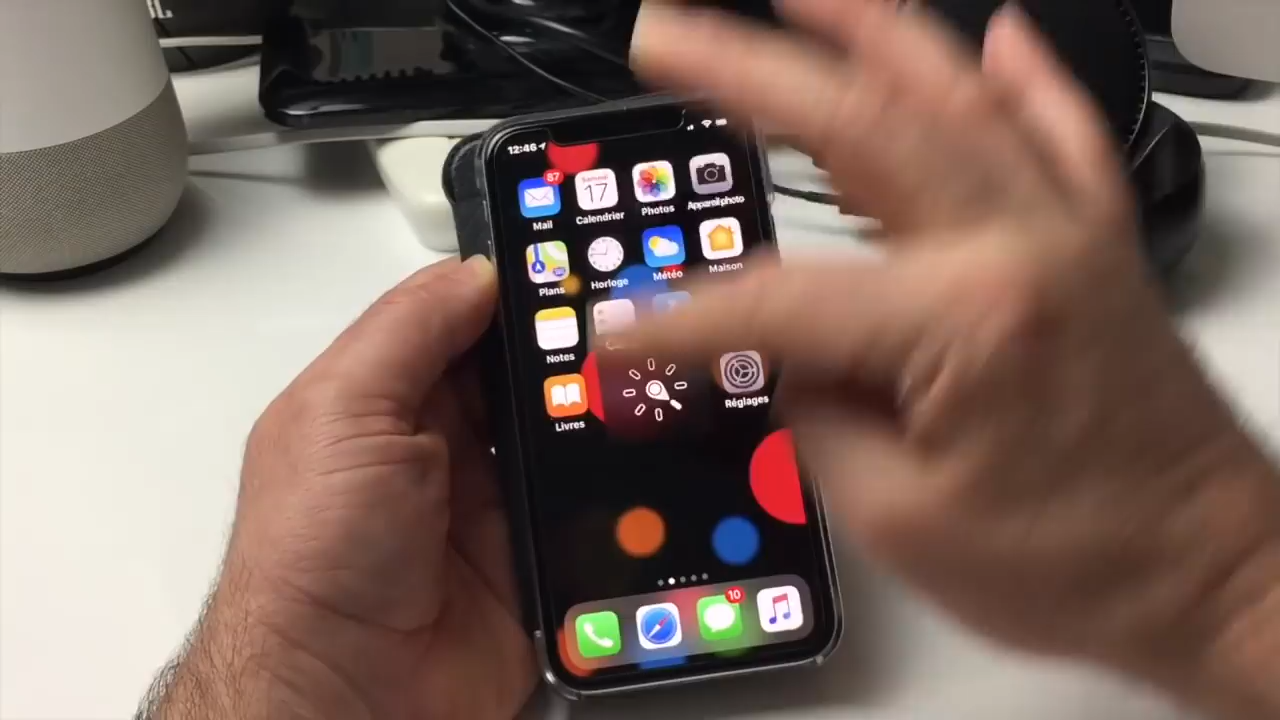 12:46
87
Samedi
17
Mail
Calendrier
Photos
Appareil photo
Plans
Horloge
Météo
Maison
Notes
Livres
Réglages
10